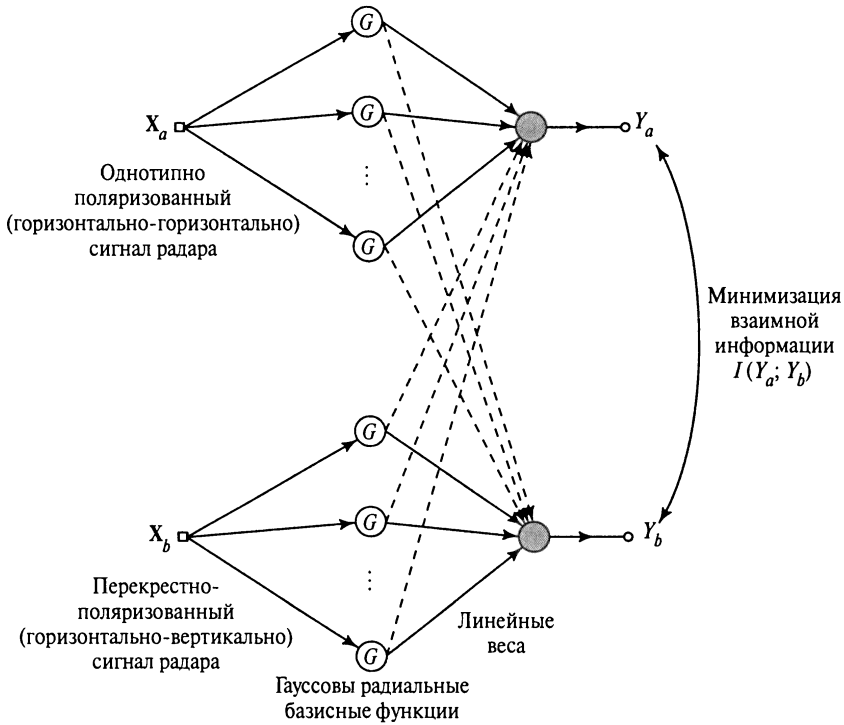 G
G
X_a
Y_a
⋮
Однотипно
поляризованный
(горизонтально-горизонтально)
сигнал радара
G
Минимизация
взаимной
информации
I (Y_a; Y_b)
G
G
X_b
Y_b
⋮
Перекрестно-
поляризованный
(горизонтально-вертикально)
сигнал радара
Линейные
веса
G
Гауссовы радиальные
базисные функции